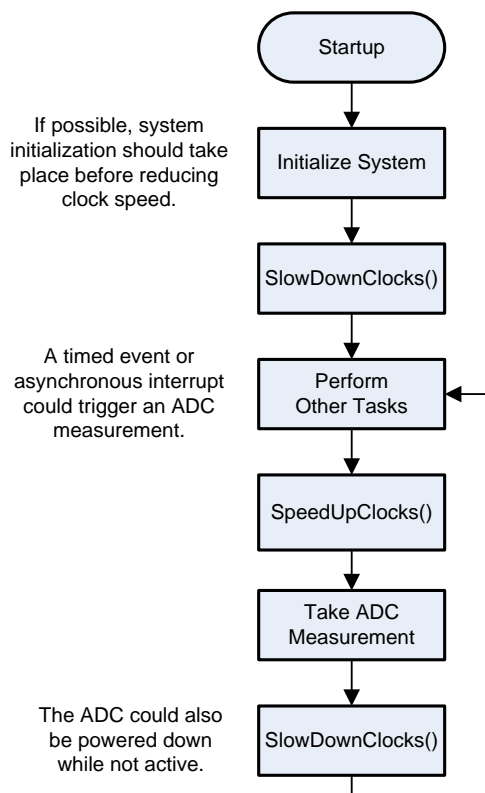 Startup
If possible, system
initialization should take
place before reducing
clock speed.
Initialize System
SlowDownClocks()
A timed event or
asynchronous interrupt
could trigger an ADC
measurement.
Perform
Other Tasks
SpeedUpClocks()
Take ADC
Measurement
The ADC could also
be powered down
while not active.
SlowDownClocks()